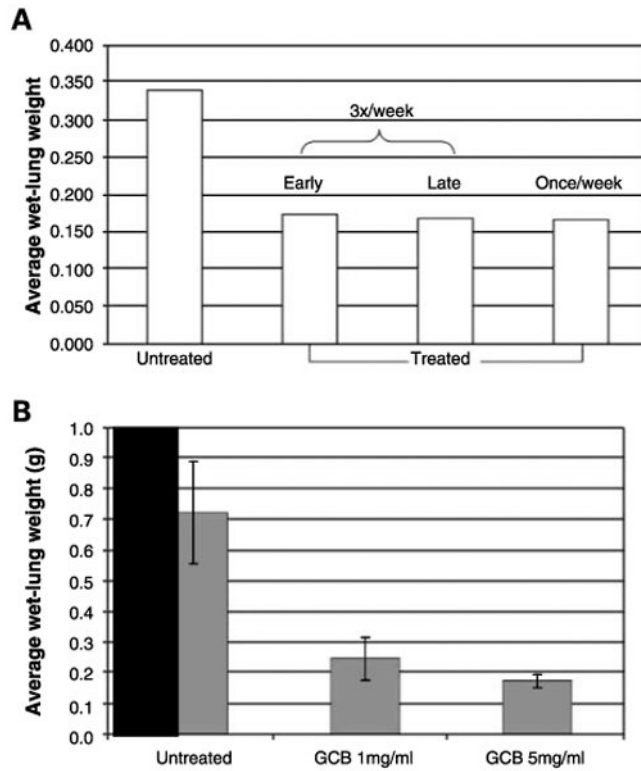 A
Average wet-lung weight
0.400
0.350
0.300
0.250
0.200
0.150
0.100
0.050
0.000
3x/week
Early
Late
Once/week
Untreated
Treated
B
Average wet-lung weight (g)
1.0
0.9
0.8
0.7
0.6
0.5
0.4
0.3
0.2
0.1
0.0
Untreated
GCB 1mg/ml
GCB 5mg/ml